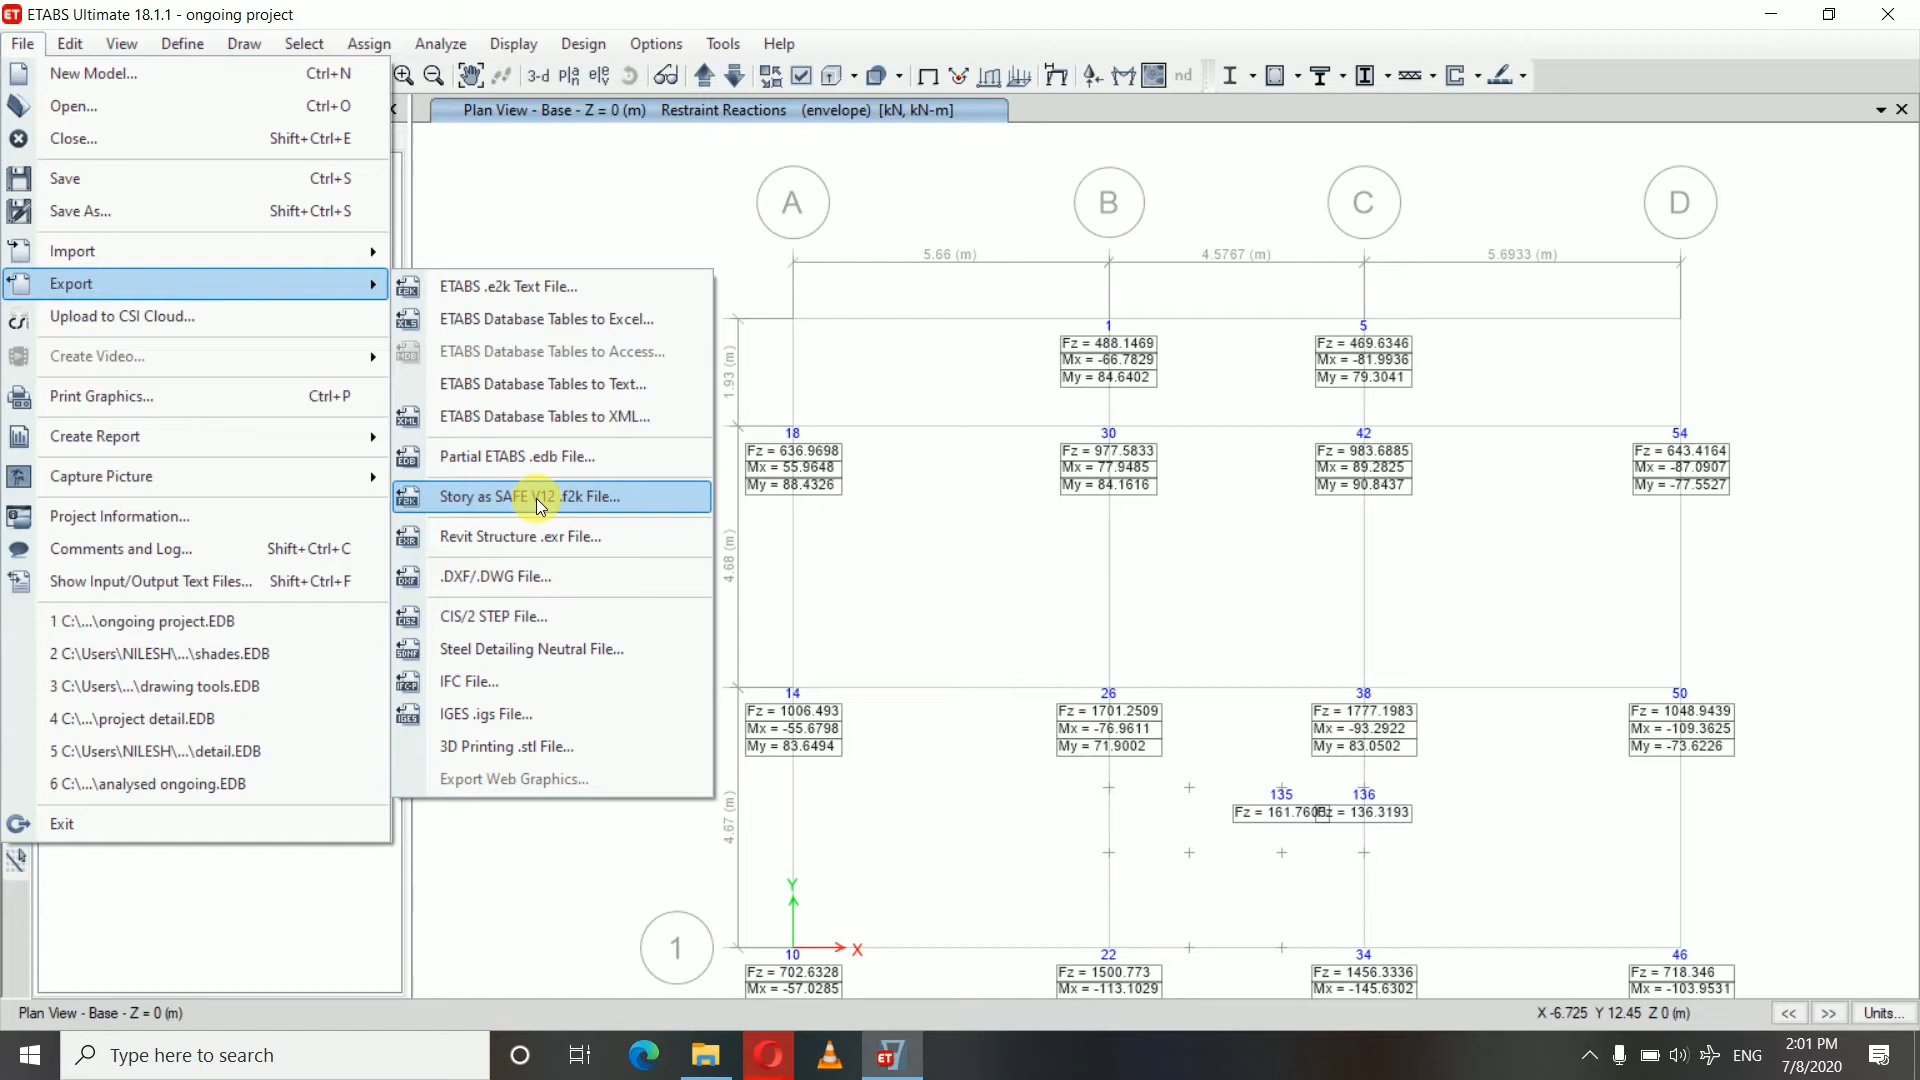 ETABS Ultimate 18.1.1 - ongoing project
File Edit View Define Draw Select Assign Analyze Display Design Options Tools Help
3-d nd
Plan View - Base - Z = 0 (m) Restraint Reactions (envelope) [kN, kN-m]
New Model... Ctrl+N
Open... Ctrl+O
Close... Shift+Ctrl+E
Save Ctrl+S
Save As... Shift+Ctrl+S
Import
Export
Upload to CSI Cloud...
Create Video...
Print Graphics... Ctrl+P
Create Report
Capture Picture
Project Information...
Comments and Log... Shift+Ctrl+C
Show Input/Output Text Files... Shift+Ctrl+F
1 C:\...\ongoing project.EDB
2 C:\Users\NILESH\...\shades.EDB
3 C:\Users\...\drawing tools.EDB
4 C:\...\project detail.EDB
5 C:\Users\NILESH\...\detail.EDB
6 C:\...\analysed ongoing.EDB
Exit
ETABS .e2k Text File...
ETABS Database Tables to Excel...
ETABS Database Tables to Access...
ETABS Database Tables to Text...
ETABS Database Tables to XML...
Partial ETABS .edb File...
Story as SAFE V12 .f2k File...
Revit Structure .exr File...
.DXF/.DWG File...
CIS/2 STEP File...
Steel Detailing Neutral File...
IFC File...
IGES .igs File...
3D Printing .stl File...
Export Web Graphics...
A B C D
5.66 (m) 4.5767 (m) 5.6933 (m)
1.93 (m)
1 5
Fz = 488.1469 Fz = 469.6346
Mx = -66.7829 Mx = -81.9936
My = 84.6402 My = 79.3041
18 30 42 54
Fz = 636.9698 Fz = 977.5833 Fz = 983.6885 Fz = 643.4164
Mx = 55.9648 Mx = 77.9485 Mx = 89.2825 Mx = -87.0907
My = 88.4326 My = 84.1616 My = 90.8437 My = -77.5527
4.68 (m)
14 26 38 50
Fz = 1006.493 Fz = 1701.2509 Fz = 1777.1983 Fz = 1048.9439
Mx = -55.6798 Mx = -76.9611 Mx = -93.2922 Mx = -109.3625
My = 83.6494 My = 71.9002 My = 83.0502 My = -73.6226
4.67 (m)
135 136
Fz = 136.3193
Y
X
1
10 22 34 46
Fz = 702.6328 Fz = 1500.773 Fz = 1456.3336 Fz = 718.346
Mx = -57.0285 Mx = -113.1029 Mx = -145.6302 Mx = -103.9531
Plan View - Base - Z = 0 (m) X -6.725 Y 12.45 Z 0 (m) << >> Units...
Type here to search
ENG
2:01 PM
7/8/2020